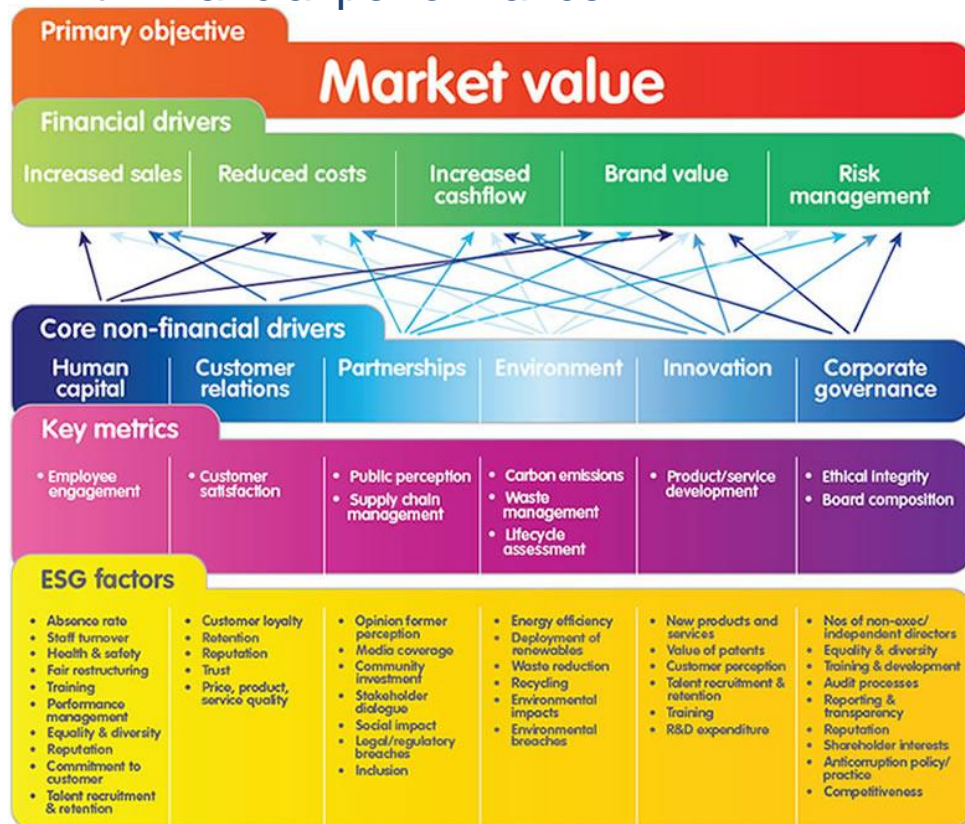 Primary objective
Market value
Financial drivers
Increased sales
Reduced costs
Increased
cashflow
Brand value
Risk
management
Core non-financial drivers
Human
capital
Customer
relations
Partnerships
Environment
Innovation
Corporate
governance
Key metrics
• Employee
engagement
• Customer
satisfaction
• Public perception
• Supply chain
management
• Carbon emissions
• Waste
management
• Lifecycle
assessment
• Product/service
development
• Ethical integrity
• Board composition
ESG factors
• Absence rate
• Staff turnover
• Health & safety
• Fair restructuring
• Training
• Performance
management
• Equality & diversity
• Reputation
• Commitment to
customer
• Talent recruitment
& retention
• Customer loyalty
• Retention
• Reputation
• Trust
• Price, product,
service quality
• Opinion former
perception
• Media coverage
• Community
investment
• Stakeholder
dialogue
• Social impact
• Legal/regulatory
breaches
• Inclusion
• Energy efficiency
• Deployment of
renewables
• Waste reduction
• Recycling
• Environmental
impacts
• Environmental
breaches
• New products and
services
• Value of patents
• Customer perception
• Talent recruitment &
retention
• Training
• R&D expenditure
• Nos of non-exec/
independent directors
• Equality & diversity
• Training & development
• Audit processes
• Reporting &
transparency
• Reputation
• Shareholder interests
• Anticorruption policy/
practice
• Competitiveness